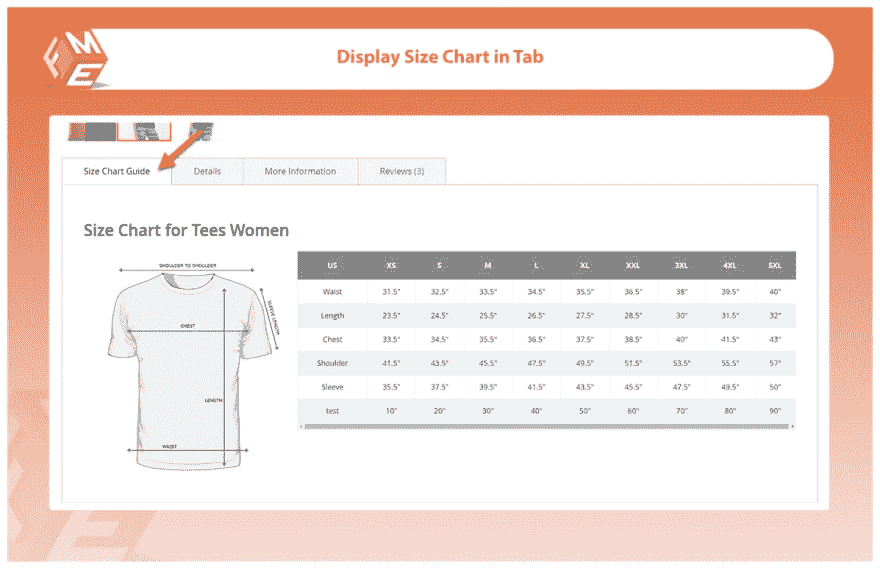 FME
Display Size Chart in Tab
Size Chart Guide Details More Information Reviews (3)
Size Chart for Tees Women
SHOULDER TO SHOULDER
SLEEVE LENGTH
CHEST
LENGTH
WAIST
US XS S M L XL XXL 3XL 4XL 5XL
Waist 31.5" 32.5" 33.5" 34.5" 35.5" 36.5" 38" 39.5" 40"
Length 23.5" 24.5" 25.5" 26.5" 27.5" 28.5" 30" 31.5" 32"
Chest 33.5" 34.5" 35.5" 36.5" 37.5" 38.5" 40" 41.5" 43"
Shoulder 41.5" 43.5" 45.5" 47.5" 49.5" 51.5" 53.5" 55.5" 57"
Sleeve 35.5" 37.5" 39.5" 41.5" 43.5" 45.5" 47.5" 49.5" 50"
test 10" 20" 30" 40" 50" 60" 70" 80" 90"